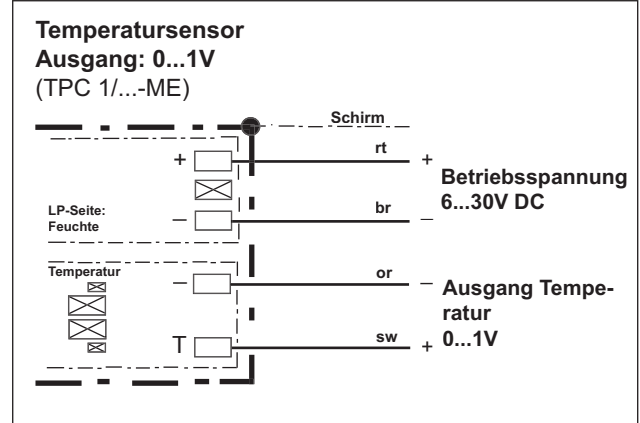 Temperatursensor
Ausgang: 0...1V
(TPC 1/...-ME)
Schirm
+ rt +
Betriebsspannung
6...30V DC
LP-Seite:
Feuchte
– br –
Temperatur
– or –
Ausgang Tempe-
ratur
0...1V
T sw +